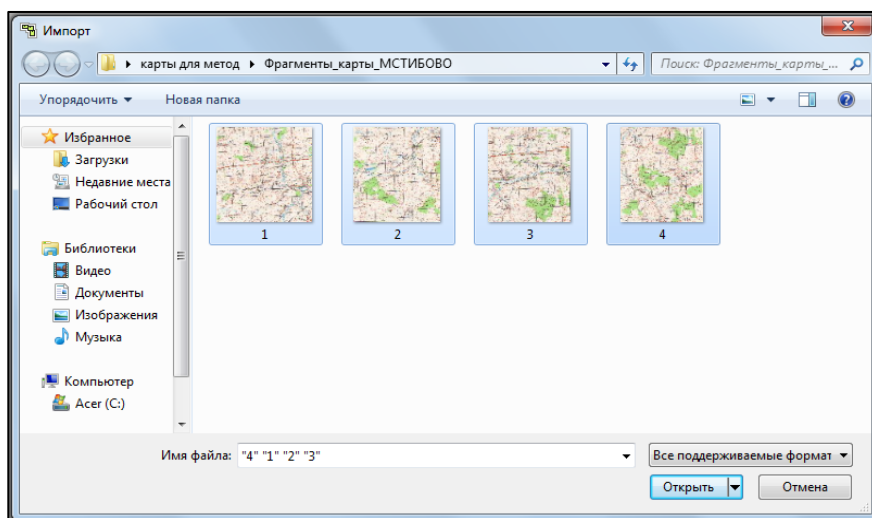 Импорт
карты для метод ▸ Фрагменты_карты_МСТИБОВО
Поиск: Фрагменты_карты_...
Упорядочить
Новая папка
Избранное
Загрузки
Недавние места
Рабочий стол
Библиотеки
Видео
Документы
Изображения
Музыка
Компьютер
Acer (C:)
1
2
3
4
Имя файла: "4" "1" "2" "3"
Все поддерживаемые формат
Открыть
Отмена